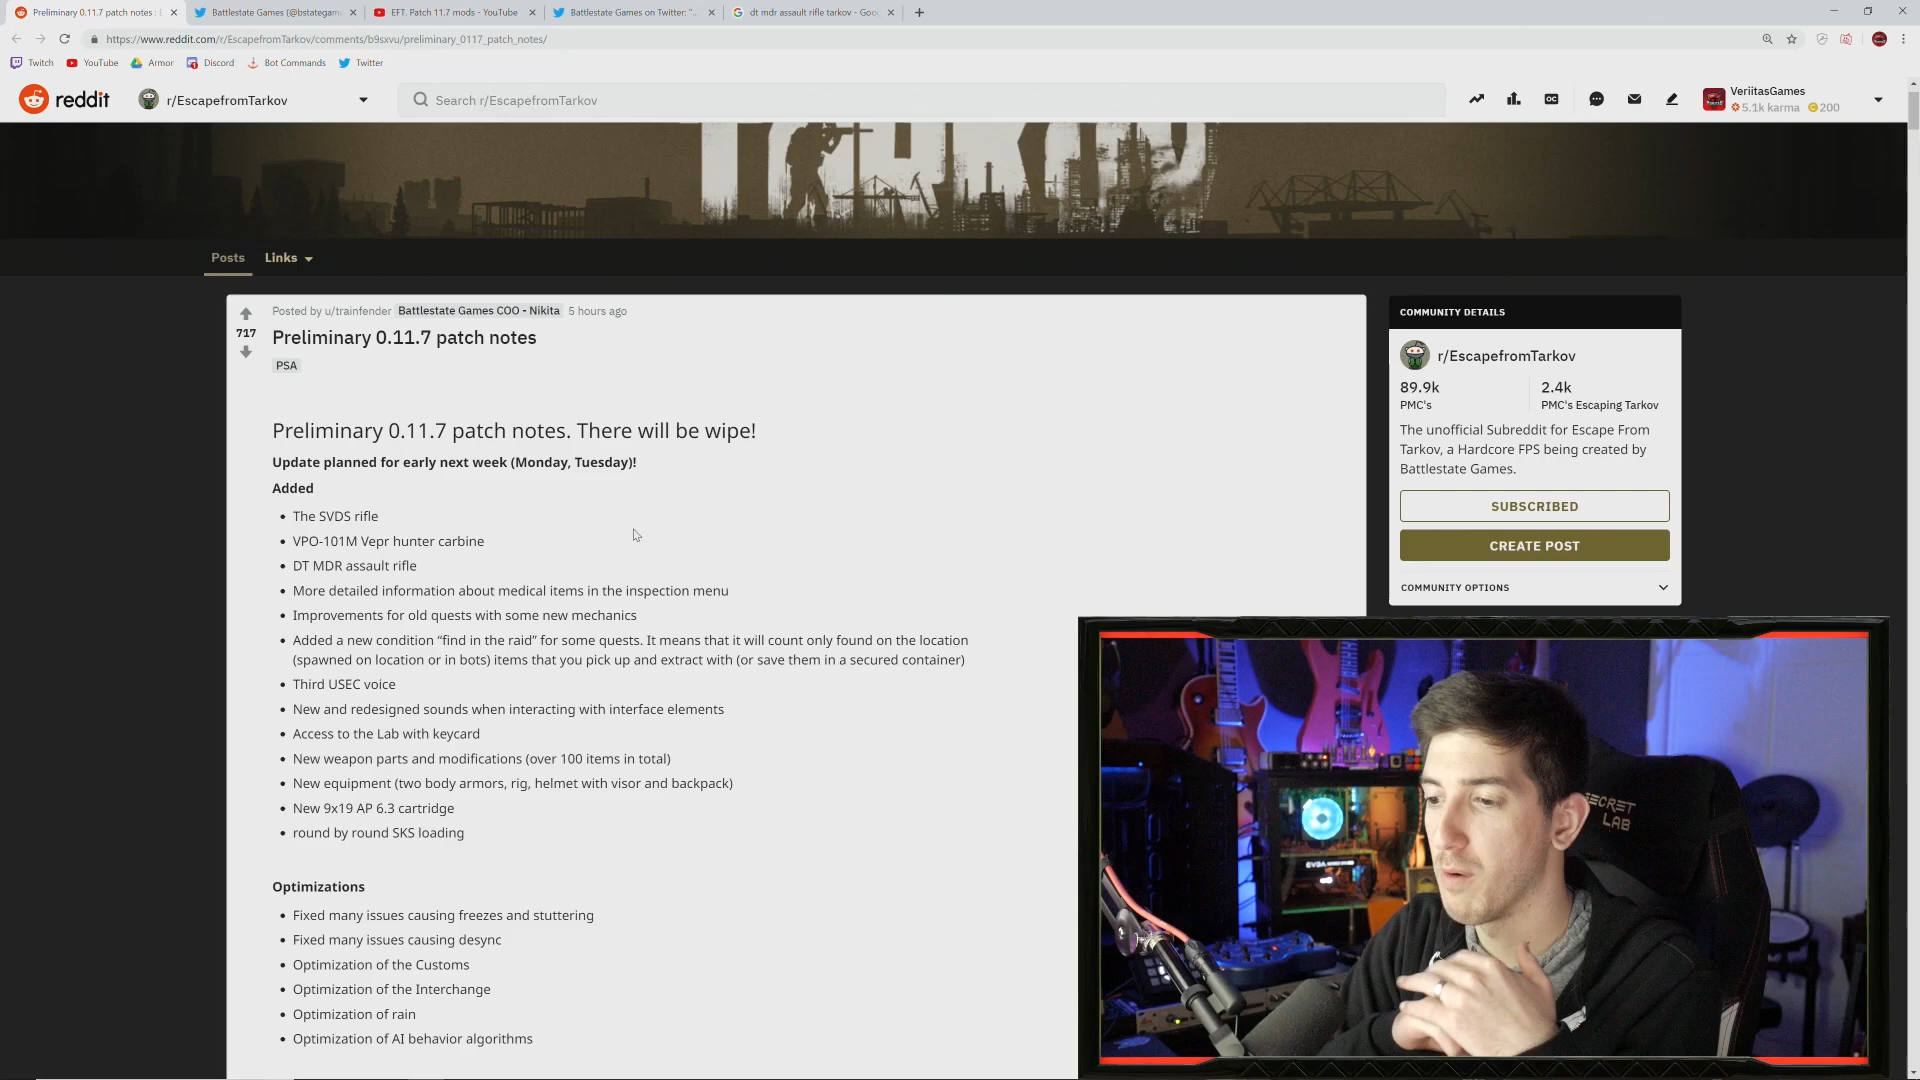 Preliminary 0.11.7 patch notes : E
Battlestate Games (@bstategam
EFT. Patch 11.7 mods - YouTube
Battlestate Games on Twitter: "...
dt mdr assault rifle tarkov - Goo
https://www.reddit.com/r/EscapefromTarkov/comments/b9sxvu/preliminary_0117_patch_notes/
Twitch
YouTube
Armor
Discord
Bot Commands
Twitter
reddit
r/EscapefromTarkov
Search r/EscapefromTarkov
OC
VeriitasGames
5.1k karma 200
Posts
Links
Posted by u/trainfender Battlestate Games COO - Nikita 5 hours ago
717
Preliminary 0.11.7 patch notes
PSA
Preliminary 0.11.7 patch notes. There will be wipe!
Update planned for early next week (Monday, Tuesday)!
Added
The SVDS rifle
VPO-101M Vepr hunter carbine
DT MDR assault rifle
More detailed information about medical items in the inspection menu
Improvements for old quests with some new mechanics
Added a new condition “find in the raid” for some quests. It means that it will count only found on the location
(spawned on location or in bots) items that you pick up and extract with (or save them in a secured container)
Third USEC voice
New and redesigned sounds when interacting with interface elements
Access to the Lab with keycard
New weapon parts and modifications (over 100 items in total)
New equipment (two body armors, rig, helmet with visor and backpack)
New 9x19 AP 6.3 cartridge
round by round SKS loading
Optimizations
Fixed many issues causing freezes and stuttering
Fixed many issues causing desync
Optimization of the Customs
Optimization of the Interchange
Optimization of rain
Optimization of AI behavior algorithms
COMMUNITY DETAILS
r/EscapefromTarkov
89.9k
2.4k
PMC's
PMC's Escaping Tarkov
The unofficial Subreddit for Escape From
Tarkov, a Hardcore FPS being created by
Battlestate Games.
SUBSCRIBED
CREATE POST
COMMUNITY OPTIONS
SECRET
LAB
EVGA